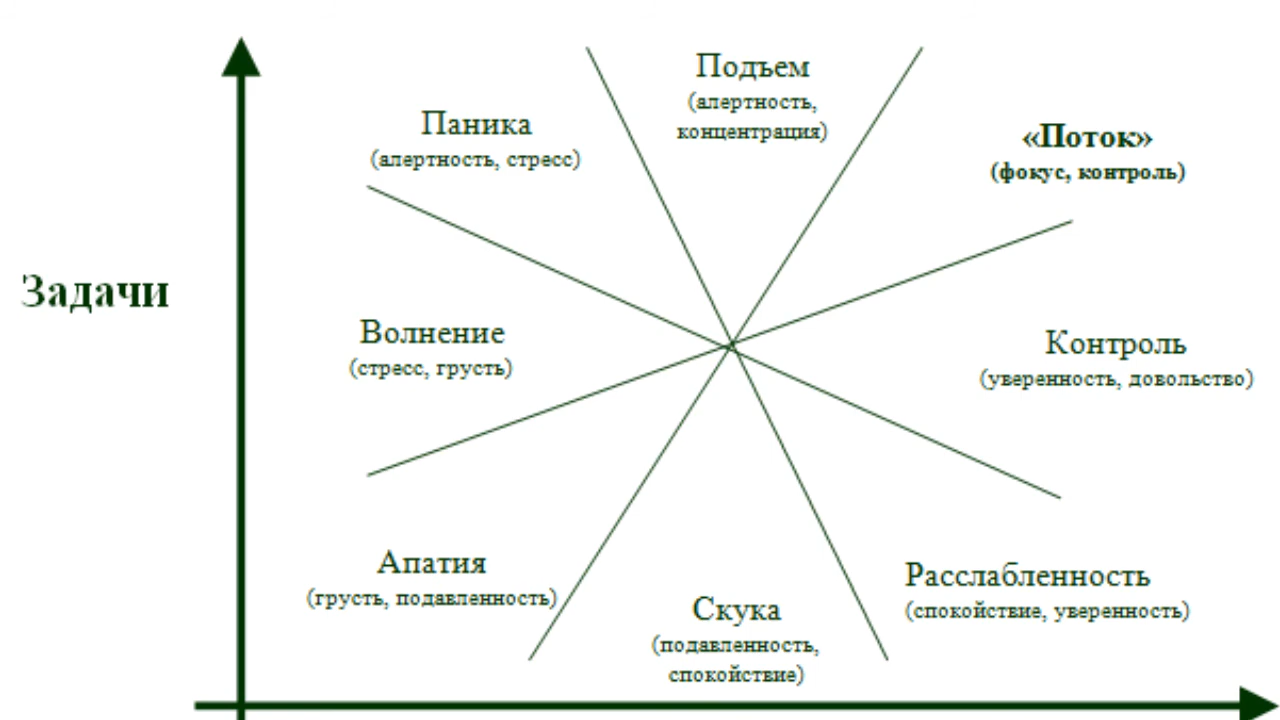 Подъем
(алертность,
концентрация)
Паника
(алертность, стресс)
«Поток»
(фокус, контроль)
Задачи
Волнение
(стресс, грусть)
Контроль
(уверенность, довольство)
Апатия
(грусть, подавленность)
Скука
(подавленность,
спокойствие)
Расслабленность
(спокойствие, уверенность)